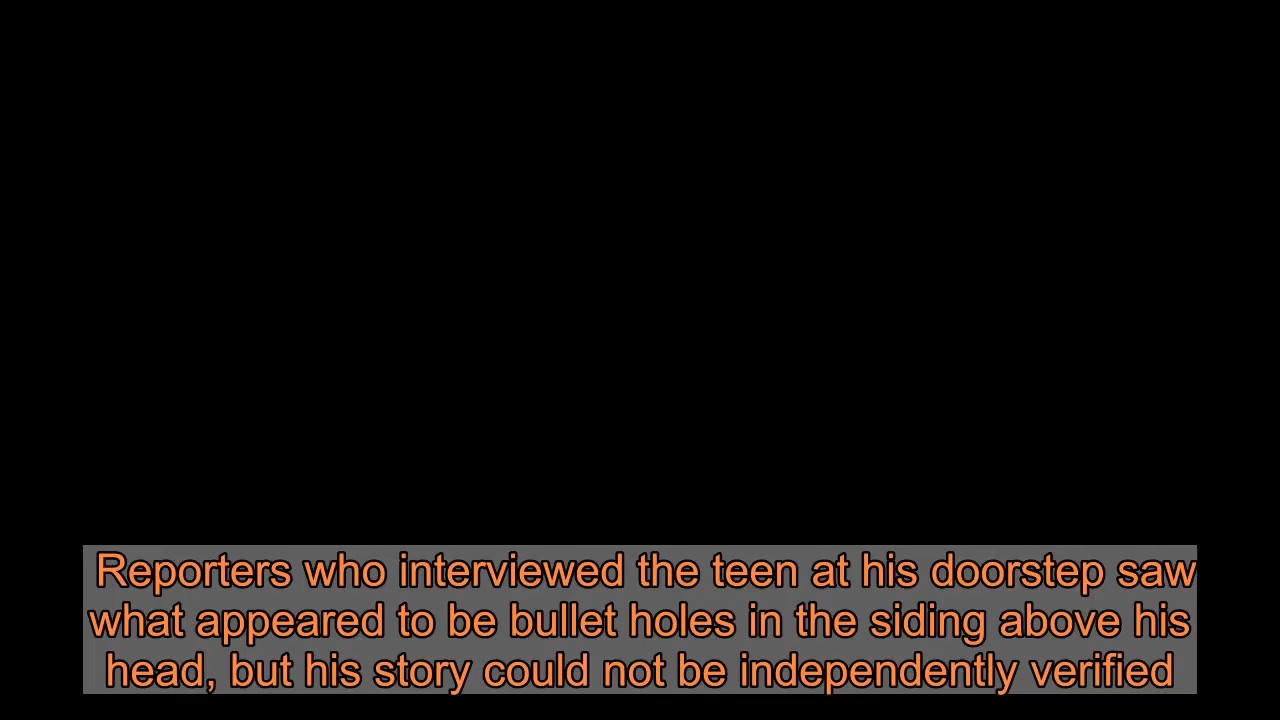 Reporters who interviewed the teen at his doorstep saw
what appeared to be bullet holes in the siding above his
head, but his story could not be independently verified